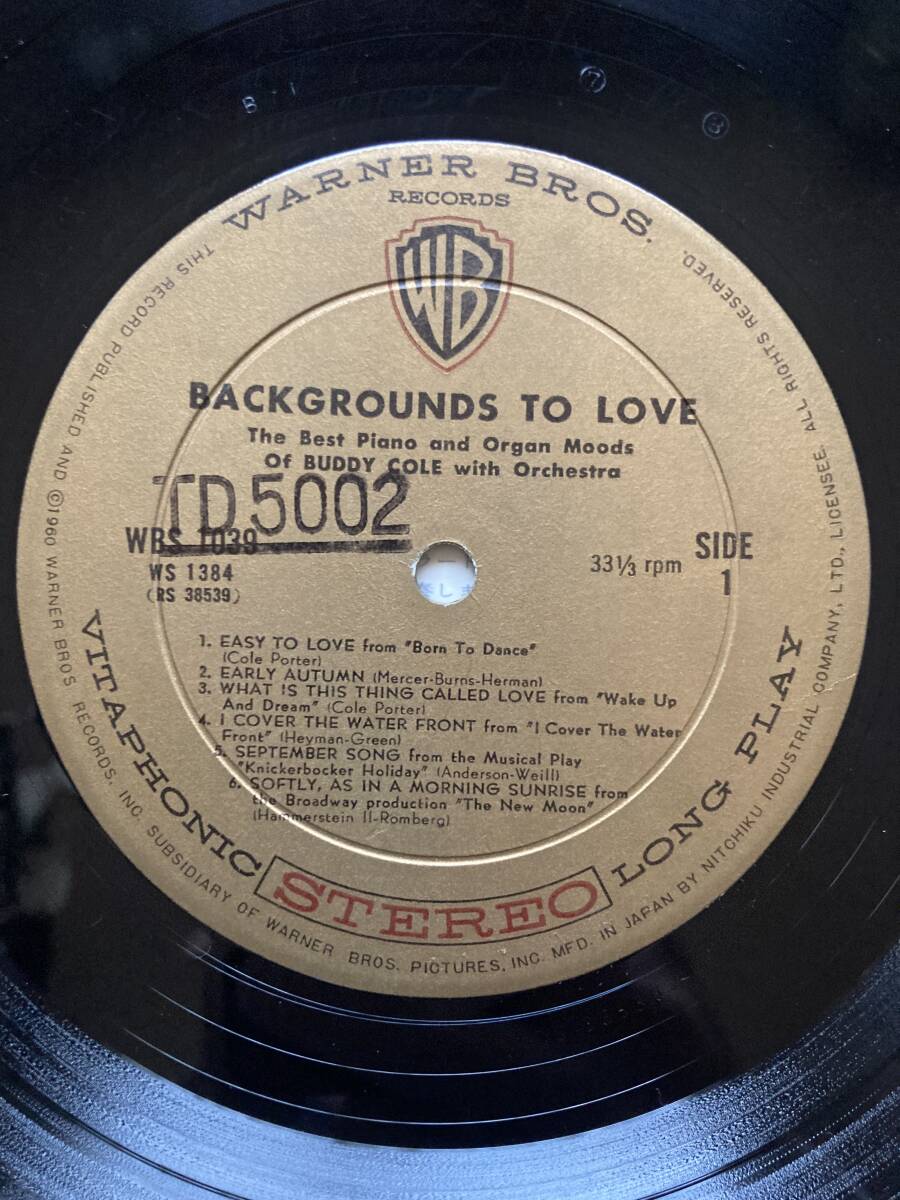 B 1
7
WARNER BROS.
RECORDS
WB
BACKGROUNDS TO LOVE
The Best Piano and Organ Moods
Of BUDDY COLE with Orchestra
TD5002
WBS 1039
WS 1384
(RS 38539)
33⅓ rpm
SIDE
1
1. EASY TO LOVE from "Born To Dance"
(Cole Porter)
2. EARLY AUTUMN (Mercer-Burns-Herman)
3. WHAT IS THIS THING CALLED LOVE from "Wake Up
And Dream" (Cole Porter)
4. I COVER THE WATER FRONT from "I Cover The Water
Front" (Heyman-Green)
5. SEPTEMBER SONG from the Musical Play
"Knickerbocker Holiday" (Anderson-Weill)
6. SOFTLY, AS IN A MORNING SUNRISE from
the Broadway production "The New Moon"
(Hammerstein II-Romberg)
VITAPHONIC STEREO LONG PLAY
THIS RECORD PUBLISHED AND ©1960 WARNER BROS. RECORDS., INC. SUBSIDIARY OF WARNER BROS. PICTURES, INC. MFD. IN JAPAN BY NITCHIKU INDUSTRIAL COMPANY, LTD., LICENSEE. ALL RIGHTS RESERVED.